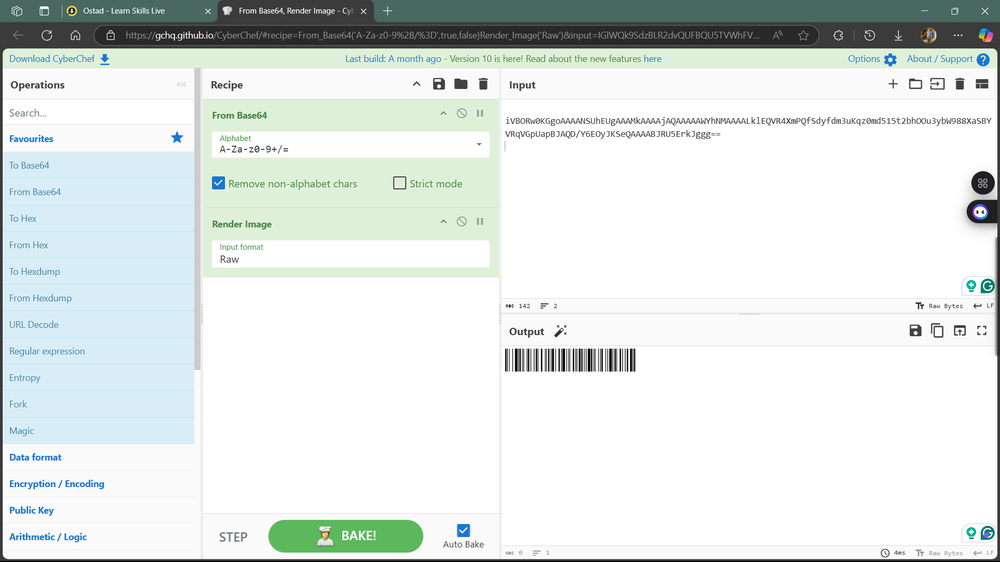 Ostad - Learn Skills Live
From Base64, Render Image - Cyb
https://gchq.github.io/CyberChef/#recipe=From_Base64('A-Za-z0-9%2B/%3D',true,false)Render_Image('Raw')&input=IGlWQk9SdzBLR2dvQUFBQU5TVWhFV...
Download CyberChef
Last build: A month ago - Version 10 is here! Read about the new features here
Options
About / Support
Operations
456
Recipe
Input
Search...
Favourites
To Base64
From Base64
To Hex
From Hex
To Hexdump
From Hexdump
URL Decode
Regular expression
Entropy
Fork
Magic
Data format
Encryption / Encoding
Public Key
Arithmetic / Logic
From Base64
Alphabet
A-Za-z0-9+/=
Remove non-alphabet chars
Strict mode
Render Image
Input format
Raw
STEP
BAKE!
Auto Bake
iVBORw0KGgoAAAANSUhEUgAAAMkAAAAjAQAAAAAWYhNMAAAALklEQVR4XmPQfSdyfdm3uKqz0md515t2bhOOu3ybW988XaSBY
VRqVGpUapBJAQD/Y6EOyJKSeQAAAABJRU5ErkJggg==
ABC 142
2
Raw Bytes
LF
Output
ABC 0
1
4ms
Raw Bytes
LF